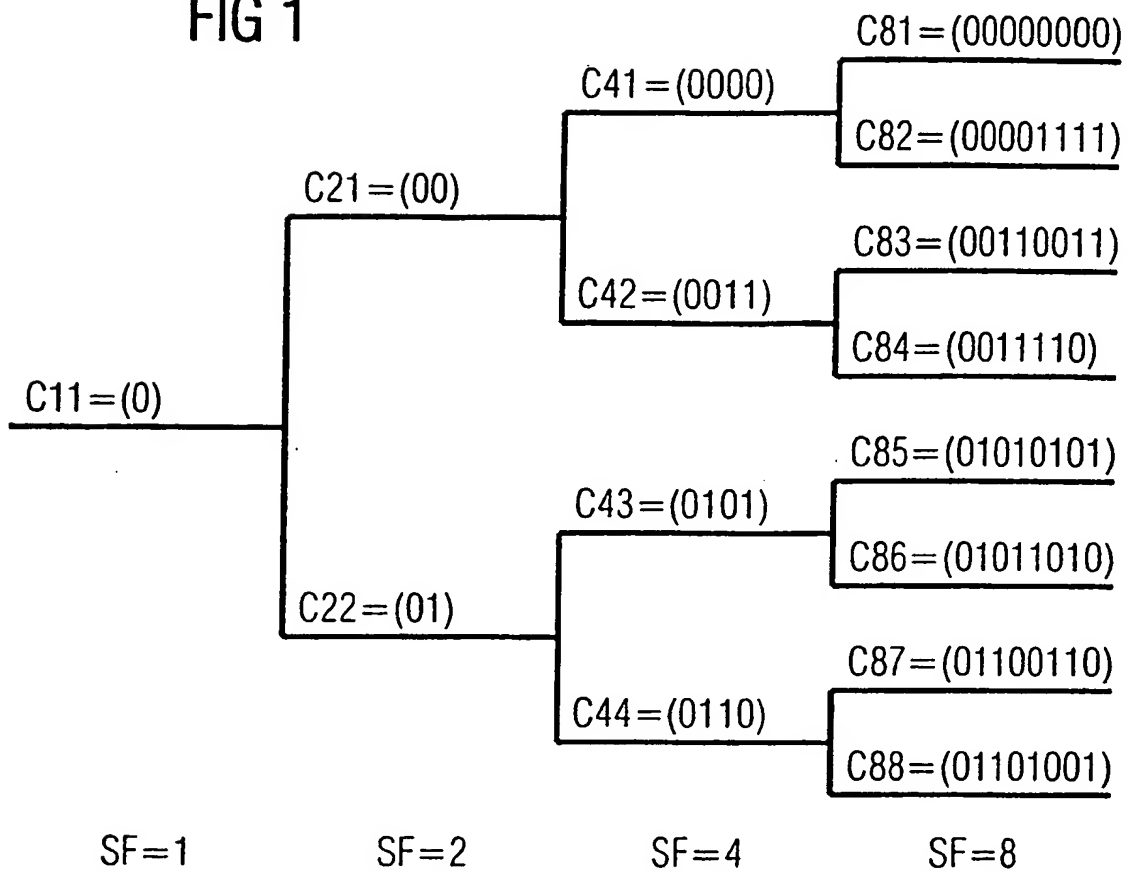 FIG 1
C81=(00000000)
C41=(0000)
C82=(00001111)
C21=(00)
C83=(00110011)
C42=(0011)
C84=(0011110)
C11=(0)
C85=(01010101)
C43=(0101)
C86=(01011010)
C22=(01)
C87=(01100110)
C44=(0110)
C88=(01101001)
SF=1 SF=2 SF=4 SF=8